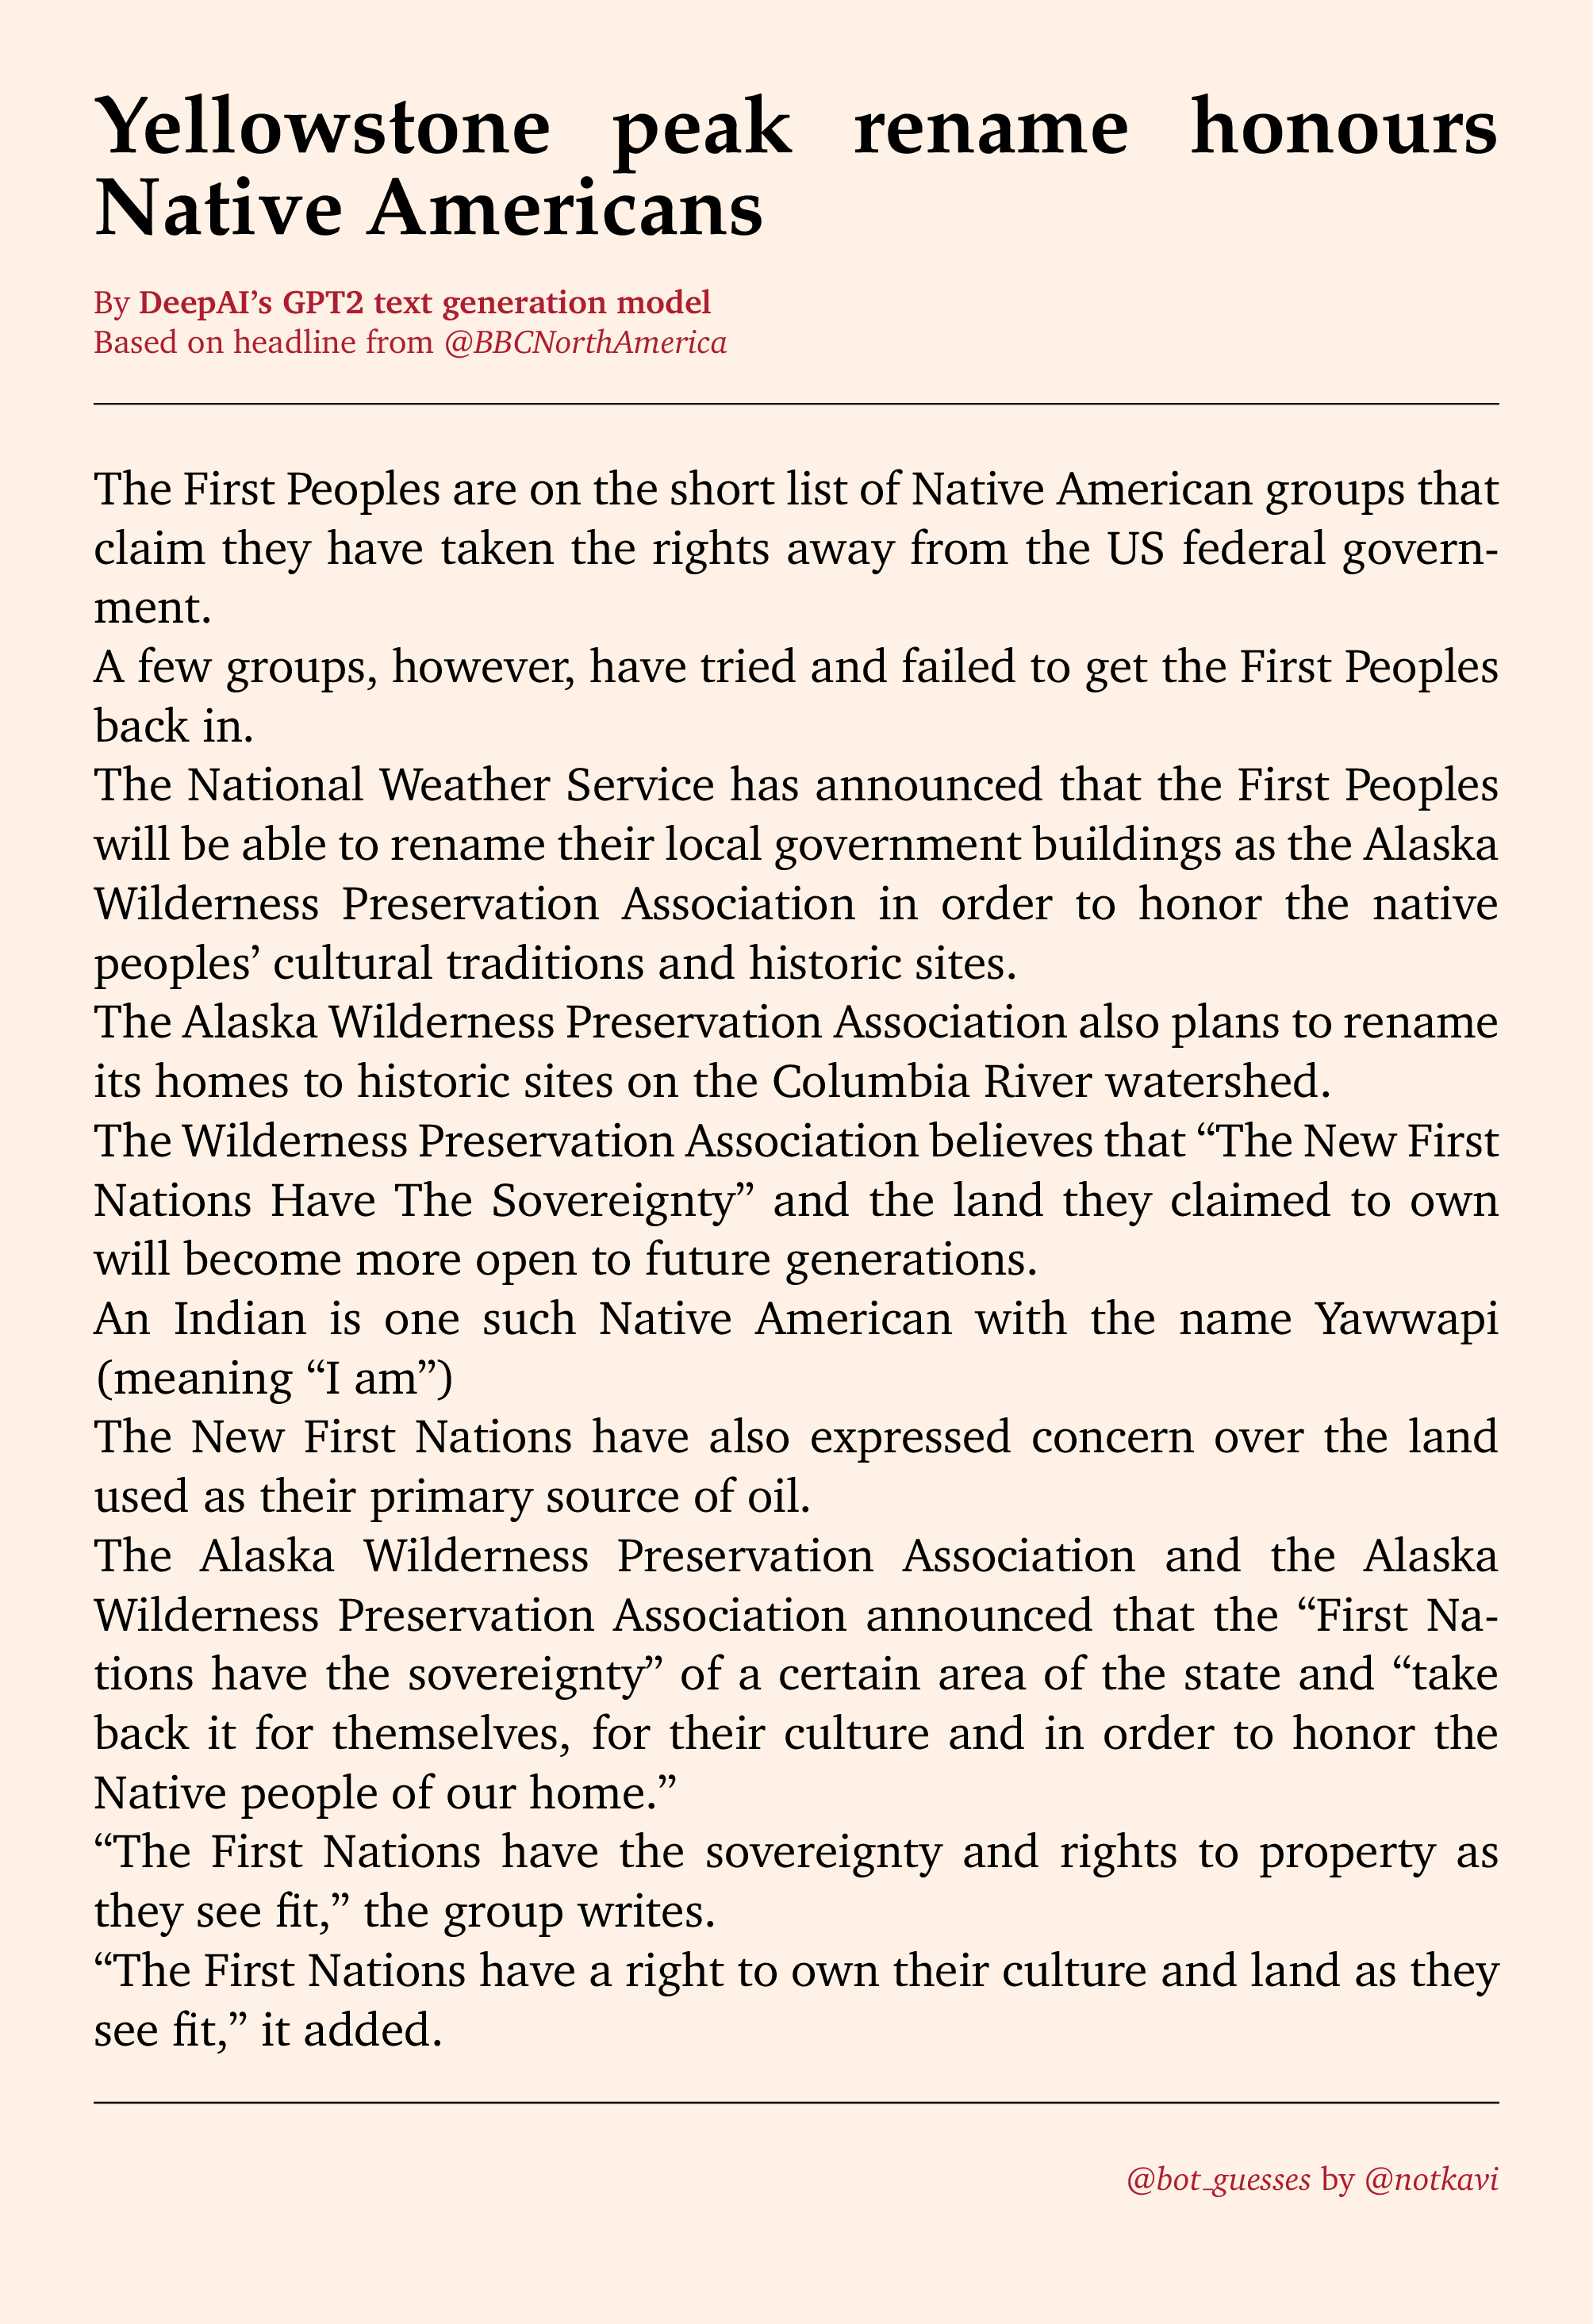 Yellowstone peak rename honours
Native Americans
By DeepAI’s GPT2 text generation model
Based on headline from @BBCNorthAmerica
The First Peoples are on the short list of Native American groups that
claim they have taken the rights away from the US federal govern-
ment.
A few groups, however, have tried and failed to get the First Peoples
back in.
The National Weather Service has announced that the First Peoples
will be able to rename their local government buildings as the Alaska
Wilderness Preservation Association in order to honor the native
peoples’ cultural traditions and historic sites.
The Alaska Wilderness Preservation Association also plans to rename
its homes to historic sites on the Columbia River watershed.
The Wilderness Preservation Association believes that “The New First
Nations Have The Sovereignty” and the land they claimed to own
will become more open to future generations.
An Indian is one such Native American with the name Yawwapi
(meaning “I am”)
The New First Nations have also expressed concern over the land
used as their primary source of oil.
The Alaska Wilderness Preservation Association and the Alaska
Wilderness Preservation Association announced that the “First Na-
tions have the sovereignty” of a certain area of the state and “take
back it for themselves, for their culture and in order to honor the
Native people of our home.”
“The First Nations have the sovereignty and rights to property as
they see fit,” the group writes.
“The First Nations have a right to own their culture and land as they
see fit,” it added.
@bot_guesses by @notkavi